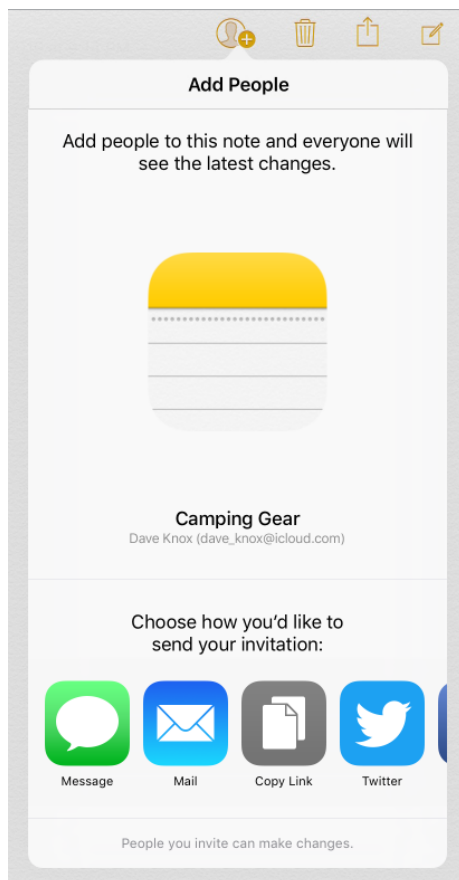 Add People
Add people to this note and everyone will
see the latest changes.
Camping Gear
Dave Knox (dave_knox@icloud.com)
Choose how you'd like to
send your invitation:
Message
Mail
Copy Link
Twitter
People you invite can make changes.